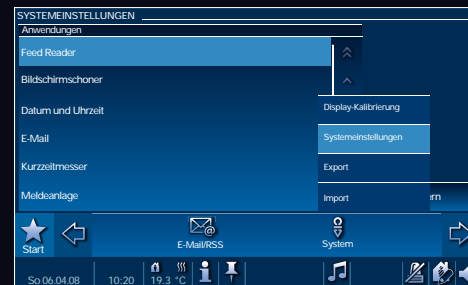 SYSTEMEINSTELLUNGEN
Anwendungen
Feed Reader
Bildschirmschoner
Datum und Uhrzeit
E-Mail
Kurzzeitmesser
Meldeanlage
Display-Kalibrierung
Systemeinstellungen
Export
Import
rn
Start
E-Mail/RSS
System
So 06.04.08
10:20
19.3 °C